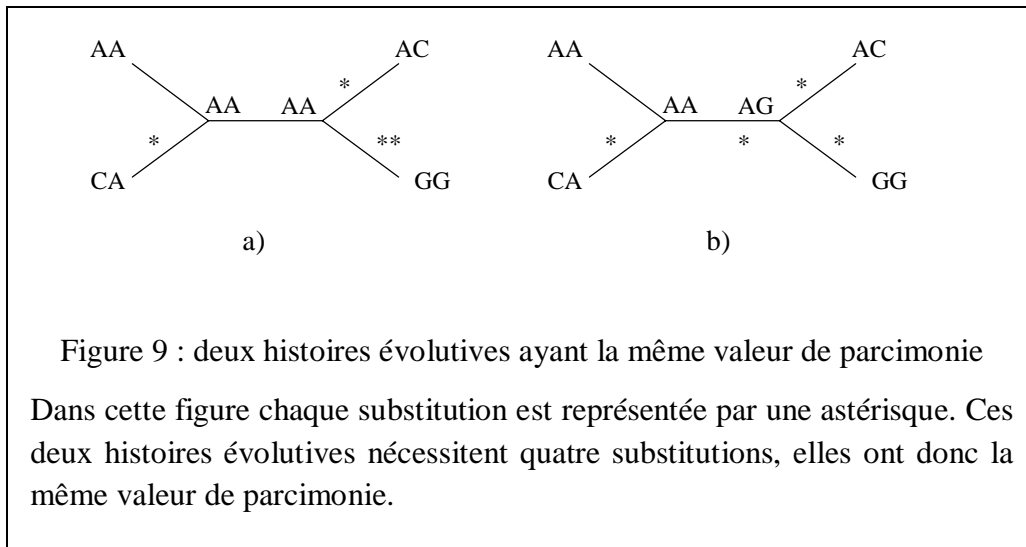 AA AC AA AC
* * *
AA AA AA AG
* ** * * *
CA GG CA GG
a) b)
Figure 9 : deux histoires évolutives ayant la même valeur de parcimonie
Dans cette figure chaque substitution est représentée par une astérisque. Ces
deux histoires évolutives nécessitent quatre substitutions, elles ont donc la
même valeur de parcimonie.